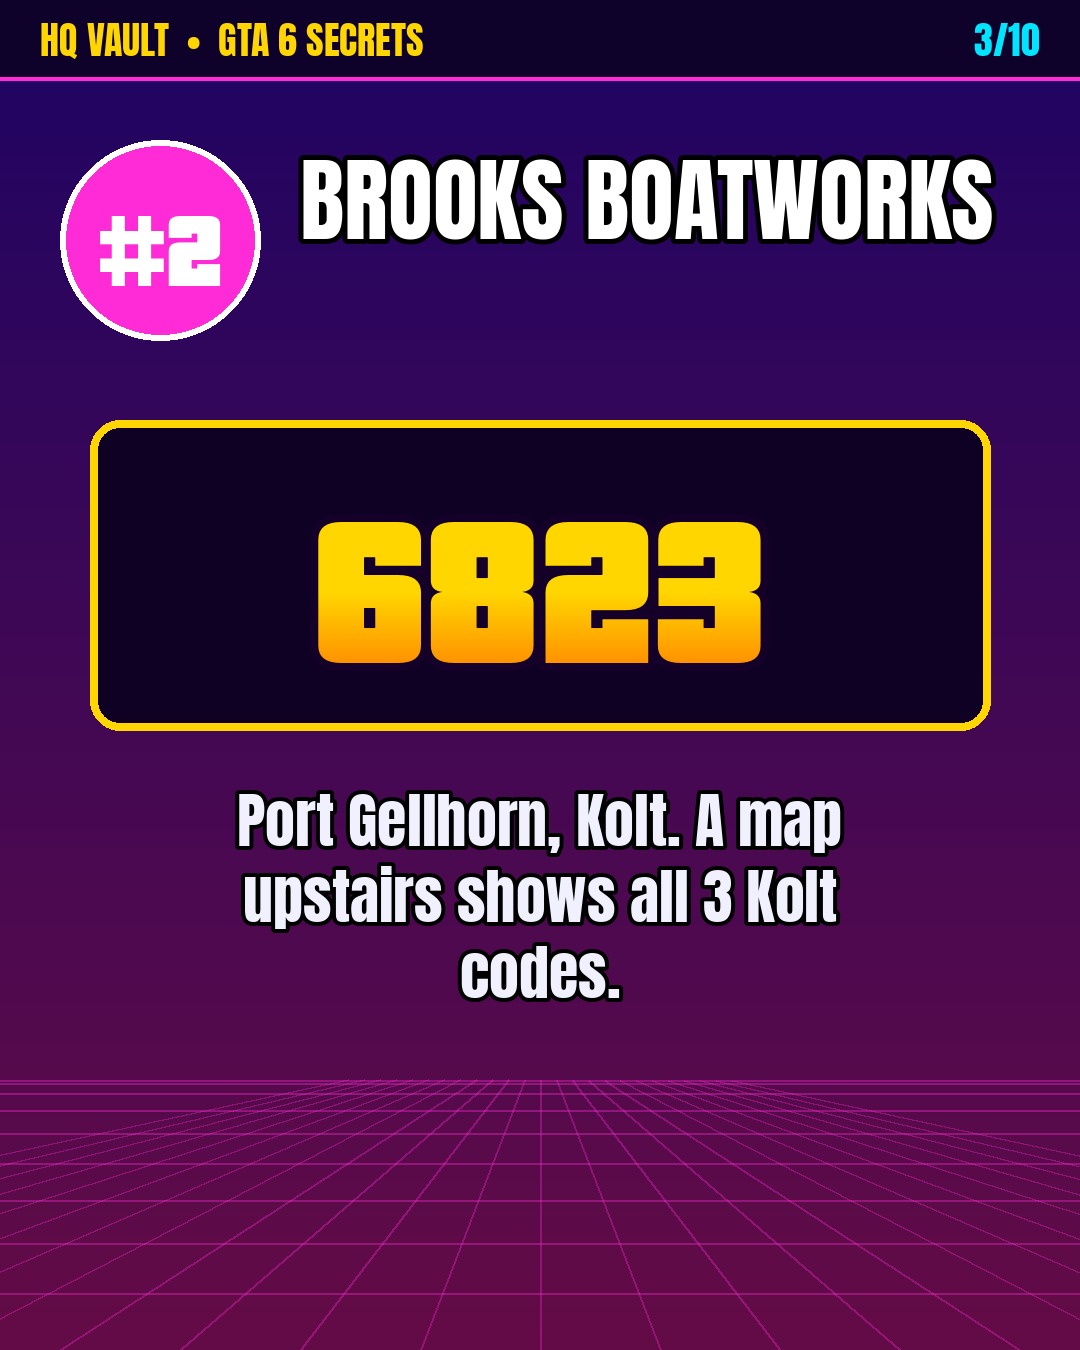 HQ VAULT • GTA 6 SECRETS
3/10
#2
BROOKS BOATWORKS
6823
Port Gellhorn, Kolt. A map
upstairs shows all 3 Kolt
codes.